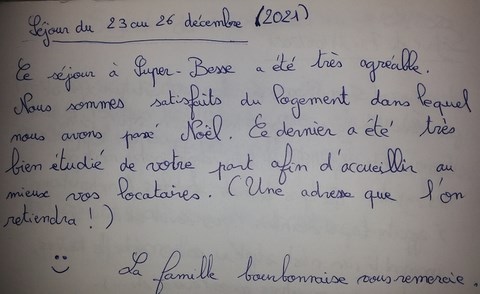 Séjour du 23 au 26 décembre (2021)
Ce séjour à Super-Besse a été très agréable.
Nous sommes satisfaits du logement dans lequel
nous avons passé Noël. Ce dernier a été très
bien étudié de votre part afin d'accueillir au
mieux vos locataires. (Une adresse que l'on
retiendra !)
La famille bourbonnaise vous remercie.